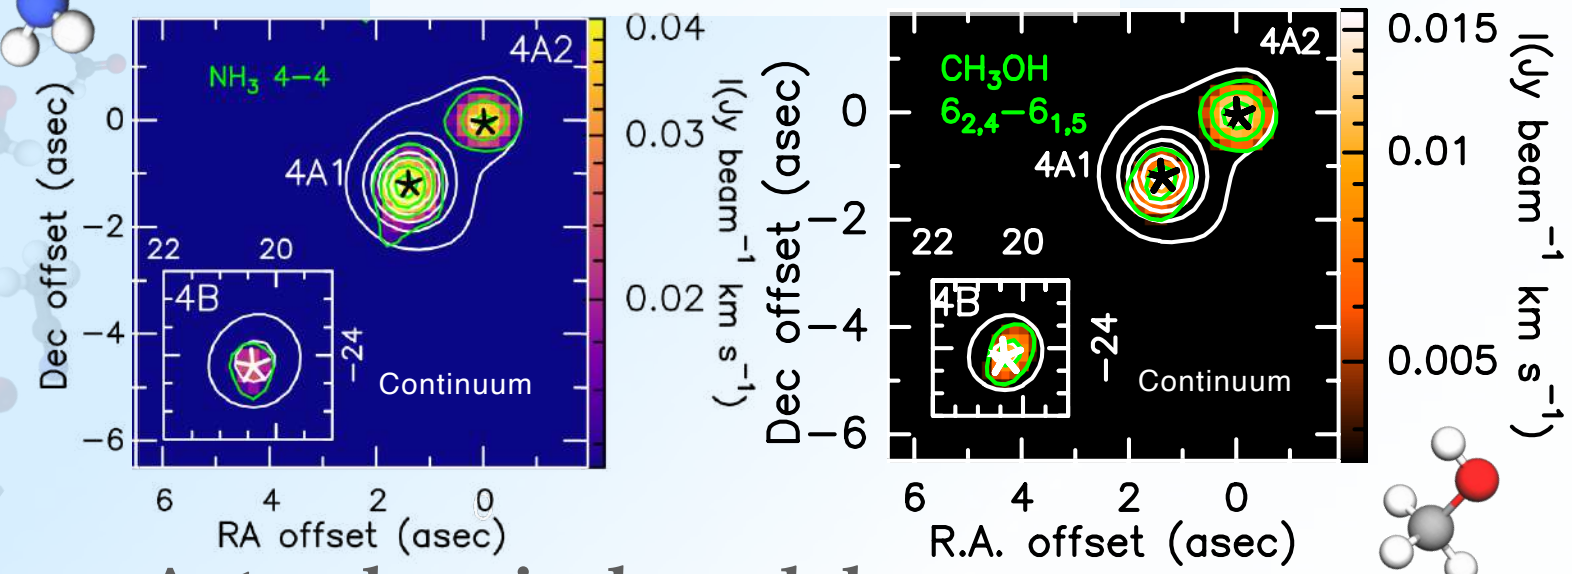 4A2
NH₃ 4−4
4A1
0
−2
−4
−6
Dec offset (asec)
22 20
4B
−24
Continuum
6 4 2 0
RA offset (asec)
0.04
0.03
0.02
I(Jy beam⁻¹ km s⁻¹)
4A2
CH₃OH
6₂,₄−6₁,₅
4A1
0
−2
−4
−6
Dec offset (asec)
22 20
4B
−24
Continuum
6 4 2 0
R.A. offset (asec)
0.015
0.01
0.005
I(Jy beam⁻¹ km s⁻¹)